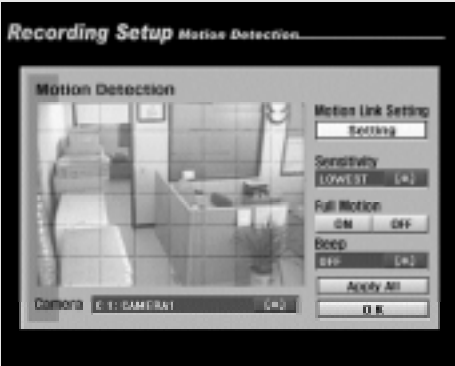 Recording Setup Motion Detection
Motion Detection
Motion Link Setting
Setting
Sensitivity
LOWEST [+]
Full Motion
ON OFF
Beep
OFF [+]
Apply All
Camera C 1: CAMERA1 [+]
O K